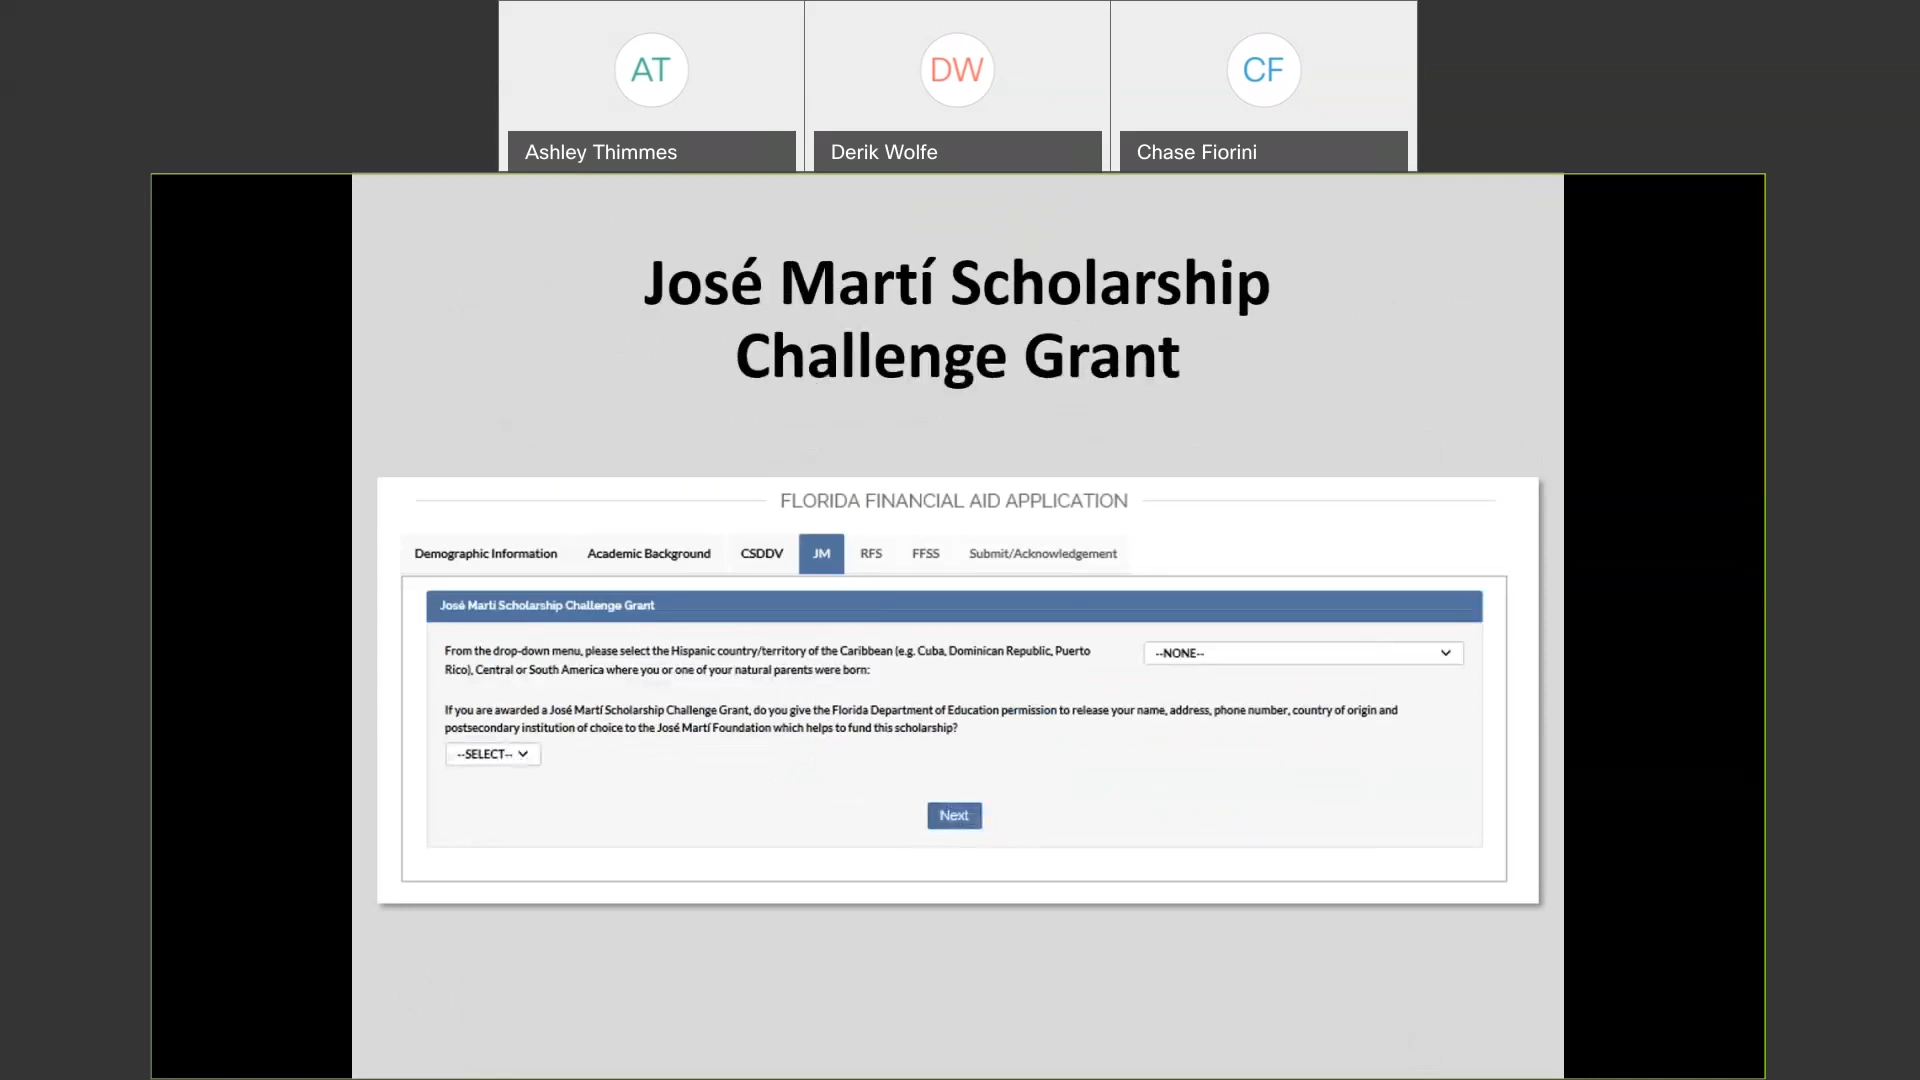 AT
DW
CF
Ashley Thimmes
Derik Wolfe
Chase Fiorini
José Martí Scholarship
Challenge Grant
FLORIDA FINANCIAL AID APPLICATION
Demographic Information Academic Background CSDDV JM RFS FFSS Submit/Acknowledgement
José Martí Scholarship Challenge Grant
From the drop-down menu, please select the Hispanic country/territory of the Caribbean (e.g. Cuba, Dominican Republic, Puerto
Rico), Central or South America where you or one of your natural parents were born:
--NONE--
If you are awarded a José Martí Scholarship Challenge Grant, do you give the Florida Department of Education permission to release your name, address, phone number, country of origin and
postsecondary institution of choice to the José Martí Foundation which helps to fund this scholarship?
--SELECT--
Next